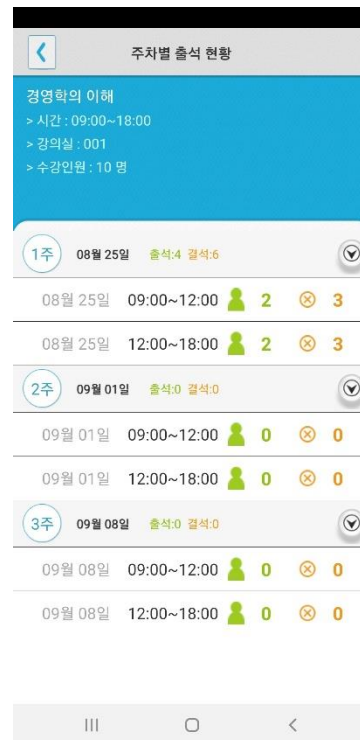 주차별 출석 현황
경영학의 이해
> 시간 : 09:00~18:00
> 강의실 : 001
> 수강인원 : 10 명
1주 08월 25일 출석:4 결석:6
08월 25일 09:00~12:00 2 3
08월 25일 12:00~18:00 2 3
2주 09월 01일 출석:0 결석:0
09월 01일 09:00~12:00 0 0
09월 01일 12:00~18:00 0 0
3주 09월 08일 출석:0 결석:0
09월 08일 09:00~12:00 0 0
09월 08일 12:00~18:00 0 0